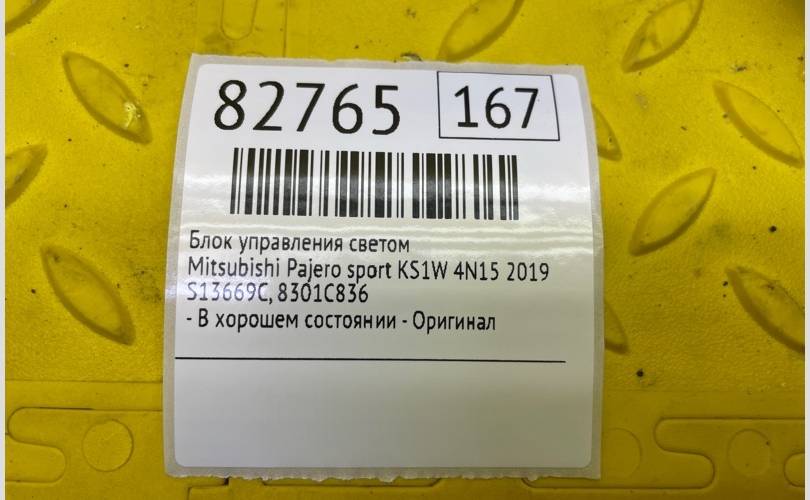 82765 167
Блок управления светом
Mitsubishi Pajero sport KS1W 4N15 2019
S13669C, 8301C836
- В хорошем состоянии - Оригинал